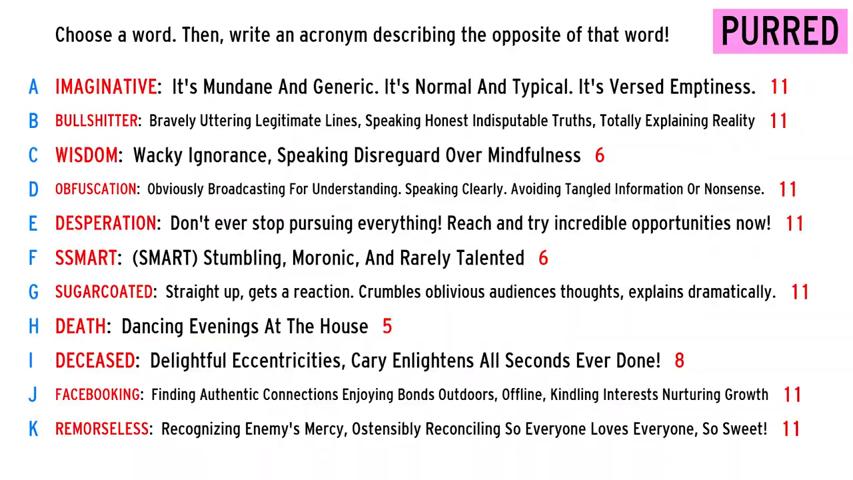 Choose a word. Then, write an acronym describing the opposite of that word!
PURRED
A IMAGINATIVE: It's Mundane And Generic. It's Normal And Typical. It's Versed Emptiness. 11
B BULLSHITTER: Bravely Uttering Legitimate Lines, Speaking Honest Indisputable Truths, Totally Explaining Reality 11
C WISDOM: Wacky Ignorance, Speaking Disreguard Over Mindfulness 6
D OBFUSCATION: Obviously Broadcasting For Understanding. Speaking Clearly. Avoiding Tangled Information Or Nonsense. 11
E DESPERATION: Don't ever stop pursuing everything! Reach and try incredible opportunities now! 11
F SSMART: (SMART) Stumbling, Moronic, And Rarely Talented 6
G SUGARCOATED: Straight up, gets a reaction. Crumbles oblivious audiences thoughts, explains dramatically. 11
H DEATH: Dancing Evenings At The House 5
I DECEASED: Delightful Eccentricities, Cary Enlightens All Seconds Ever Done! 8
J FACEBOOKING: Finding Authentic Connections Enjoying Bonds Outdoors, Offline, Kindling Interests Nurturing Growth 11
K REMORSELESS: Recognizing Enemy's Mercy, Ostensibly Reconciling So Everyone Loves Everyone, So Sweet! 11